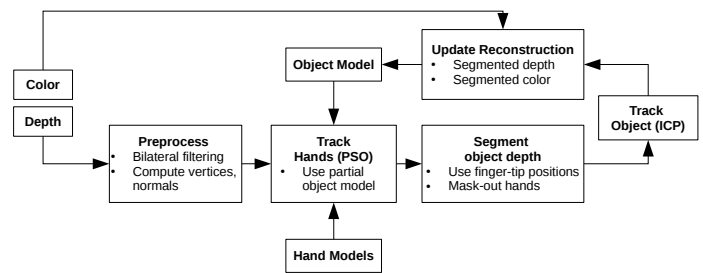 Update Reconstruction
• Segmented depth
• Segmented color
Object Model
Color
Depth
Track
Object (ICP)
Preprocess
• Bilateral filtering
• Compute vertices,
normals
Track
Hands (PSO)
• Use partial
object model
Segment
object depth
• Use finger-tip positions
• Mask-out hands
Hand Models